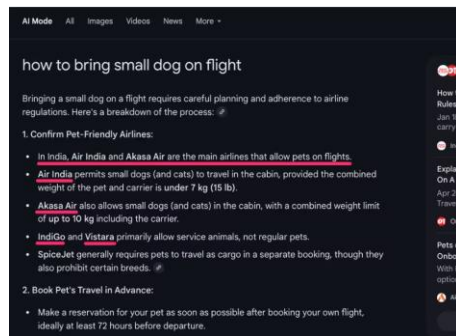 AI Mode All Images Videos News More
how to bring small dog on flight
Bringing a small dog on a flight requires careful planning and adherence to airline
regulations. Here's a breakdown of the process:
1. Confirm Pet-Friendly Airlines:
• In India, Air India and Akasa Air are the main airlines that allow pets on flights.
• Air India permits small dogs (and cats) to travel in the cabin, provided the combined
weight of the pet and carrier is under 7 kg (15 lb).
• Akasa Air also allows small dogs (and cats) in the cabin, with a combined weight limit
of up to 10 kg including the carrier.
• IndiGo and Vistara primarily allow service animals, not regular pets.
• SpiceJet generally requires pets to travel as cargo in a separate booking, though they
also prohibit certain breeds.
2. Book Pet's Travel in Advance:
• Make a reservation for your pet as soon as possible after booking your own flight,
ideally at least 72 hours before departure.
How
Rules
Jan
carry
In
Expla
On A
Apr 2
Trave
Pets
Onbo
With
optio